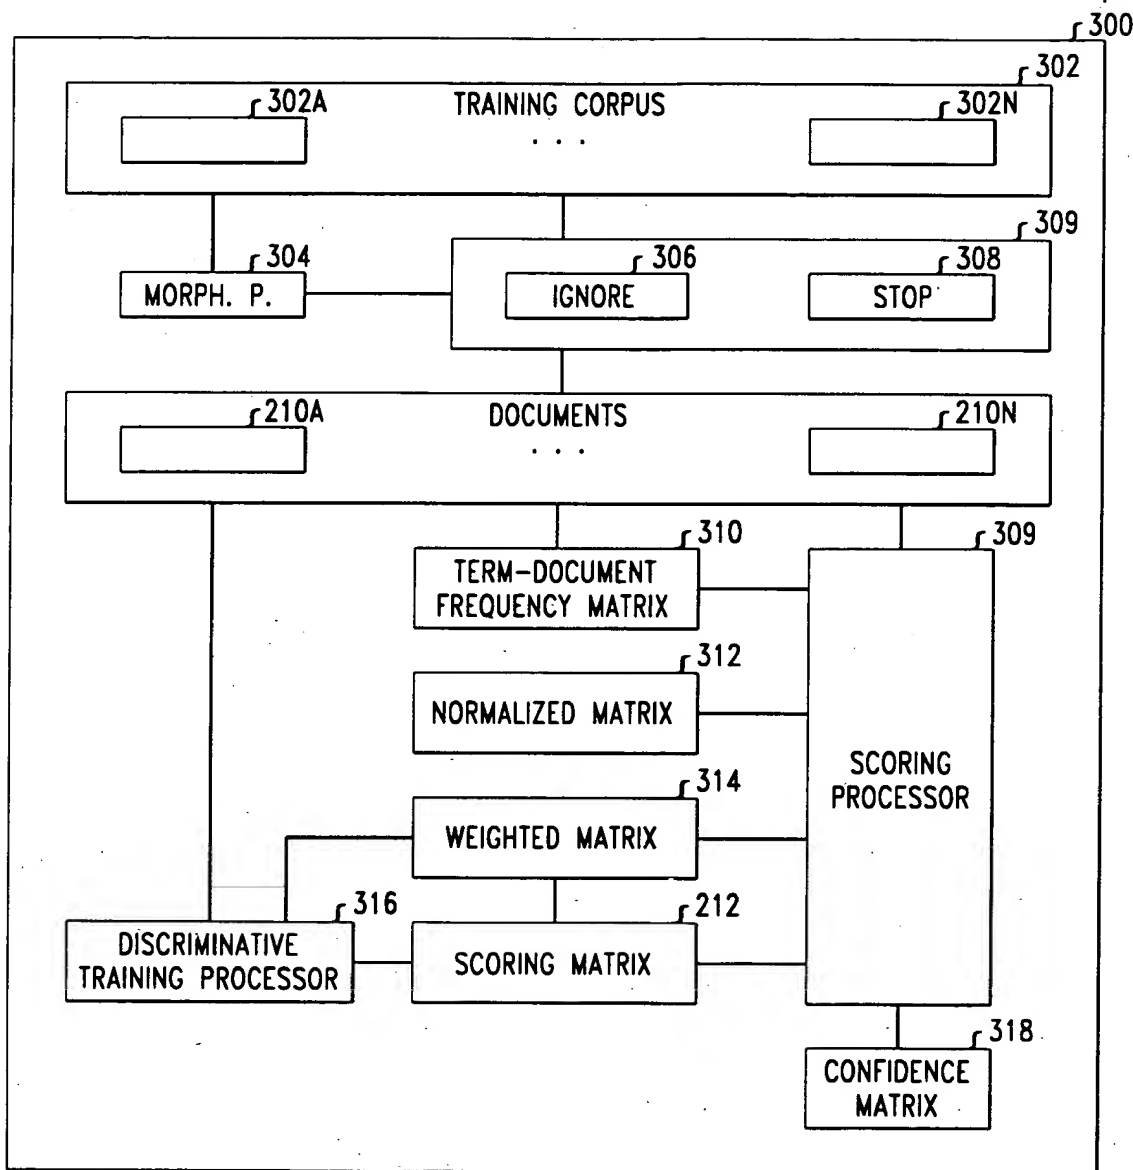 300
302
302A TRAINING CORPUS 302N
. . .
309
304 306 308
MORPH. P. IGNORE STOP
210A DOCUMENTS 210N
. . .
310 309
TERM-DOCUMENT
FREQUENCY MATRIX
312
NORMALIZED MATRIX
SCORING
PROCESSOR
314
WEIGHTED MATRIX
316 212
DISCRIMINATIVE
TRAINING PROCESSOR
SCORING MATRIX
318
CONFIDENCE
MATRIX